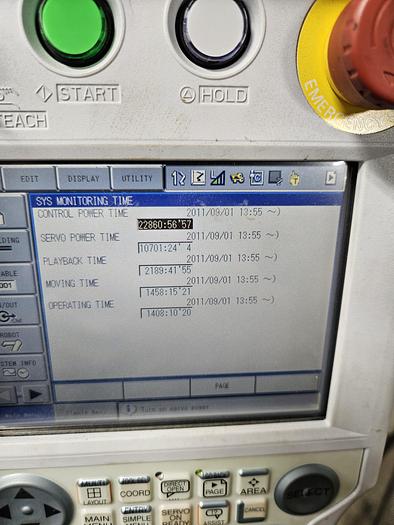 START
HOLD
TEACH
EDIT DISPLAY UTILITY
SYS MONITORING TIME
CONTROL POWER TIME 2011/09/01 13:55 ~)
22860:56'57
SERVO POWER TIME 2011/09/01 13:55 ~)
10701:24' 4
PLAYBACK TIME 2011/09/01 13:55 ~)
2189:41'55
MOVING TIME 2011/09/01 13:55 ~)
1458:15'21
OPERATING TIME 2011/09/01 13:55 ~)
1408:10'20
ROBOT
PAGE
Turn on servo power
LAYOUT COORD DIRECT OPEN PAGE AREA SELECT
MAIN MENU SIMPLE MENU SERVO READY ASSIST CANCEL